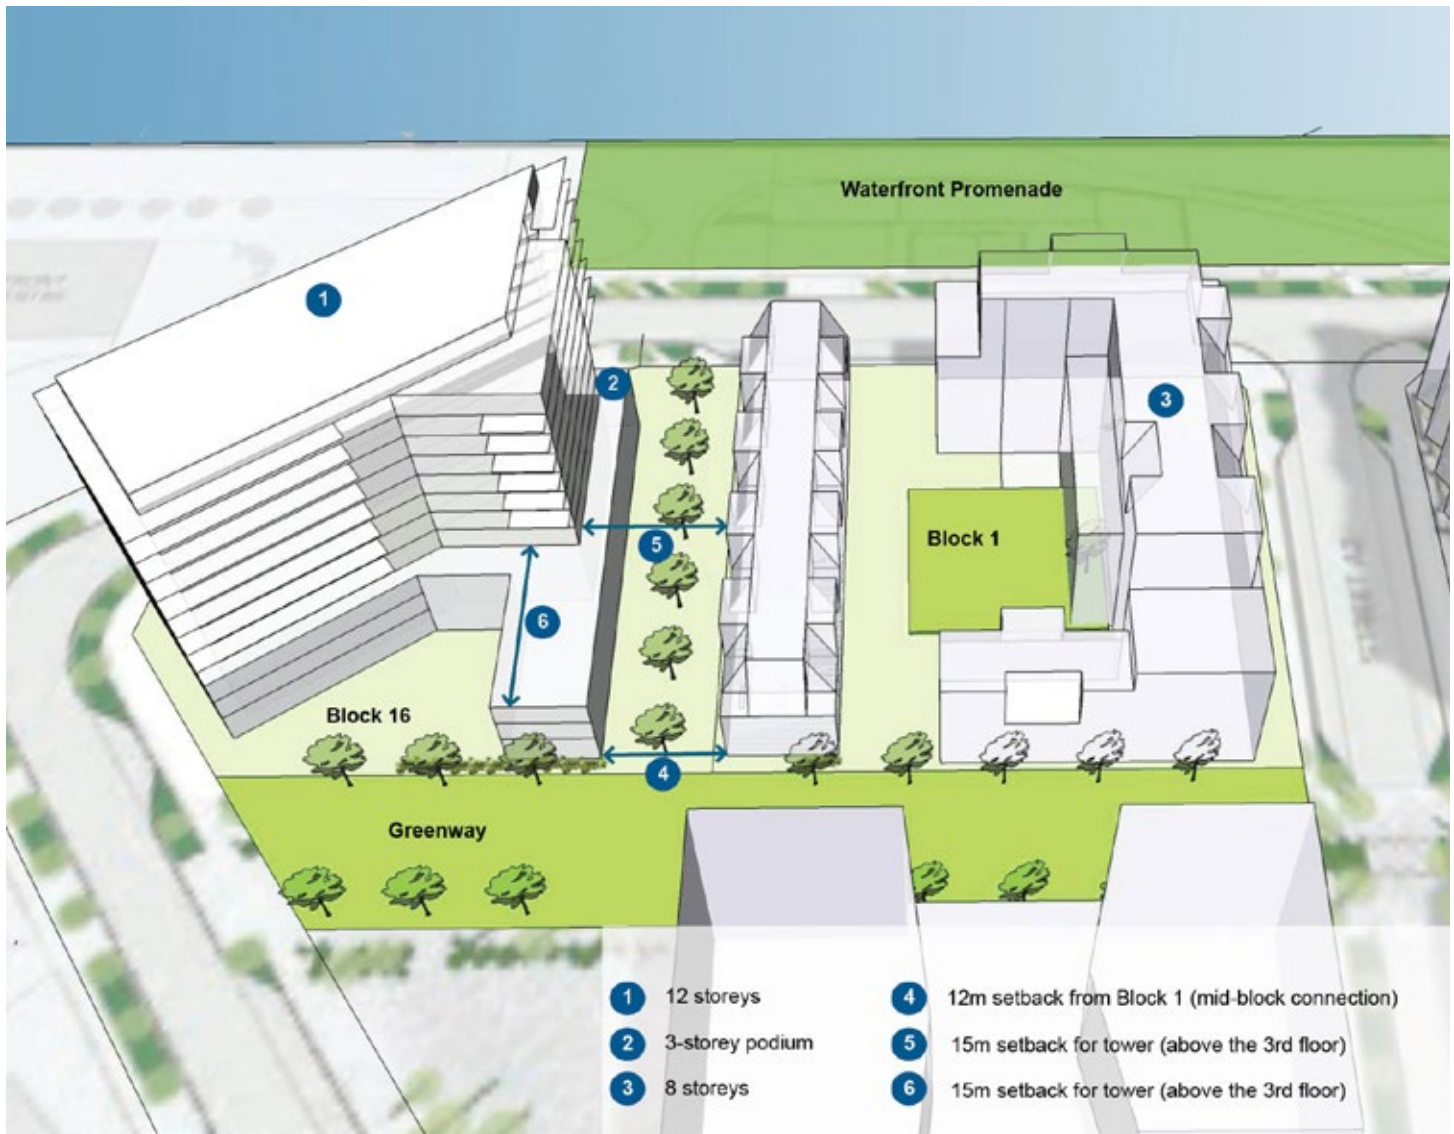 Waterfront Promenade
1
2
3
Block 1
5
6
Block 16
4
Greenway
1 12 storeys
2 3-storey podium
3 8 storeys
4 12m setback from Block 1 (mid-block connection)
5 15m setback for tower (above the 3rd floor)
6 15m setback for tower (above the 3rd floor)